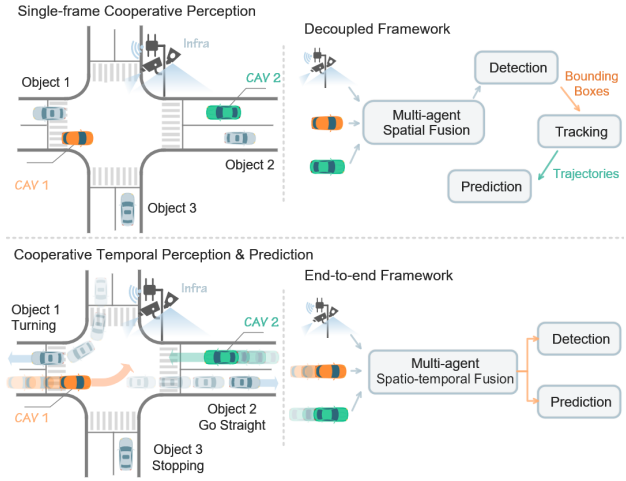 Single-frame Cooperative Perception
Infra
Object 1
CAV 2
CAV 1
Object 2
Object 3
Decoupled Framework
Detection
Bounding
Boxes
Multi-agent
Spatial Fusion
Tracking
Trajectories
Prediction
Cooperative Temporal Perception & Prediction
Infra
Object 1
Turning
CAV 2
CAV 1
Object 2
Go Straight
Object 3
Stopping
End-to-end Framework
Detection
Multi-agent
Spatio-temporal Fusion
Prediction